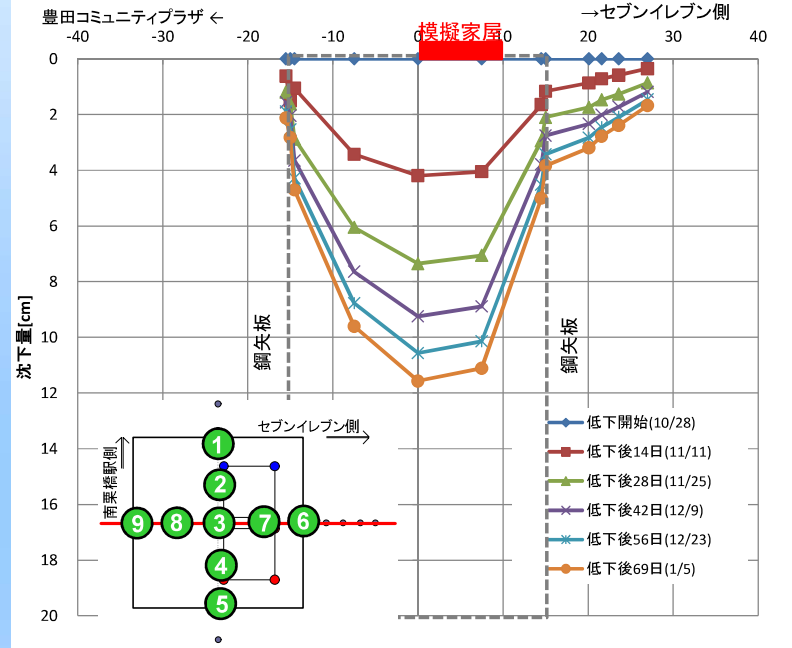 豊田コミュニティプラザ ←
→セブンイレブン側
-40 -30 -20 -10 0 10 20 30 40
模擬家屋
0
2
4
6
8
10
12
14
16
18
20
沈下量[cm]
鋼矢板
鋼矢板
低下開始(10/28)
低下後14日(11/11)
低下後28日(11/25)
低下後42日(12/9)
低下後56日(12/23)
低下後69日(1/5)
セブンイレブン側
南栗橋駅側
1
2
9 8 3 7 6
4
5